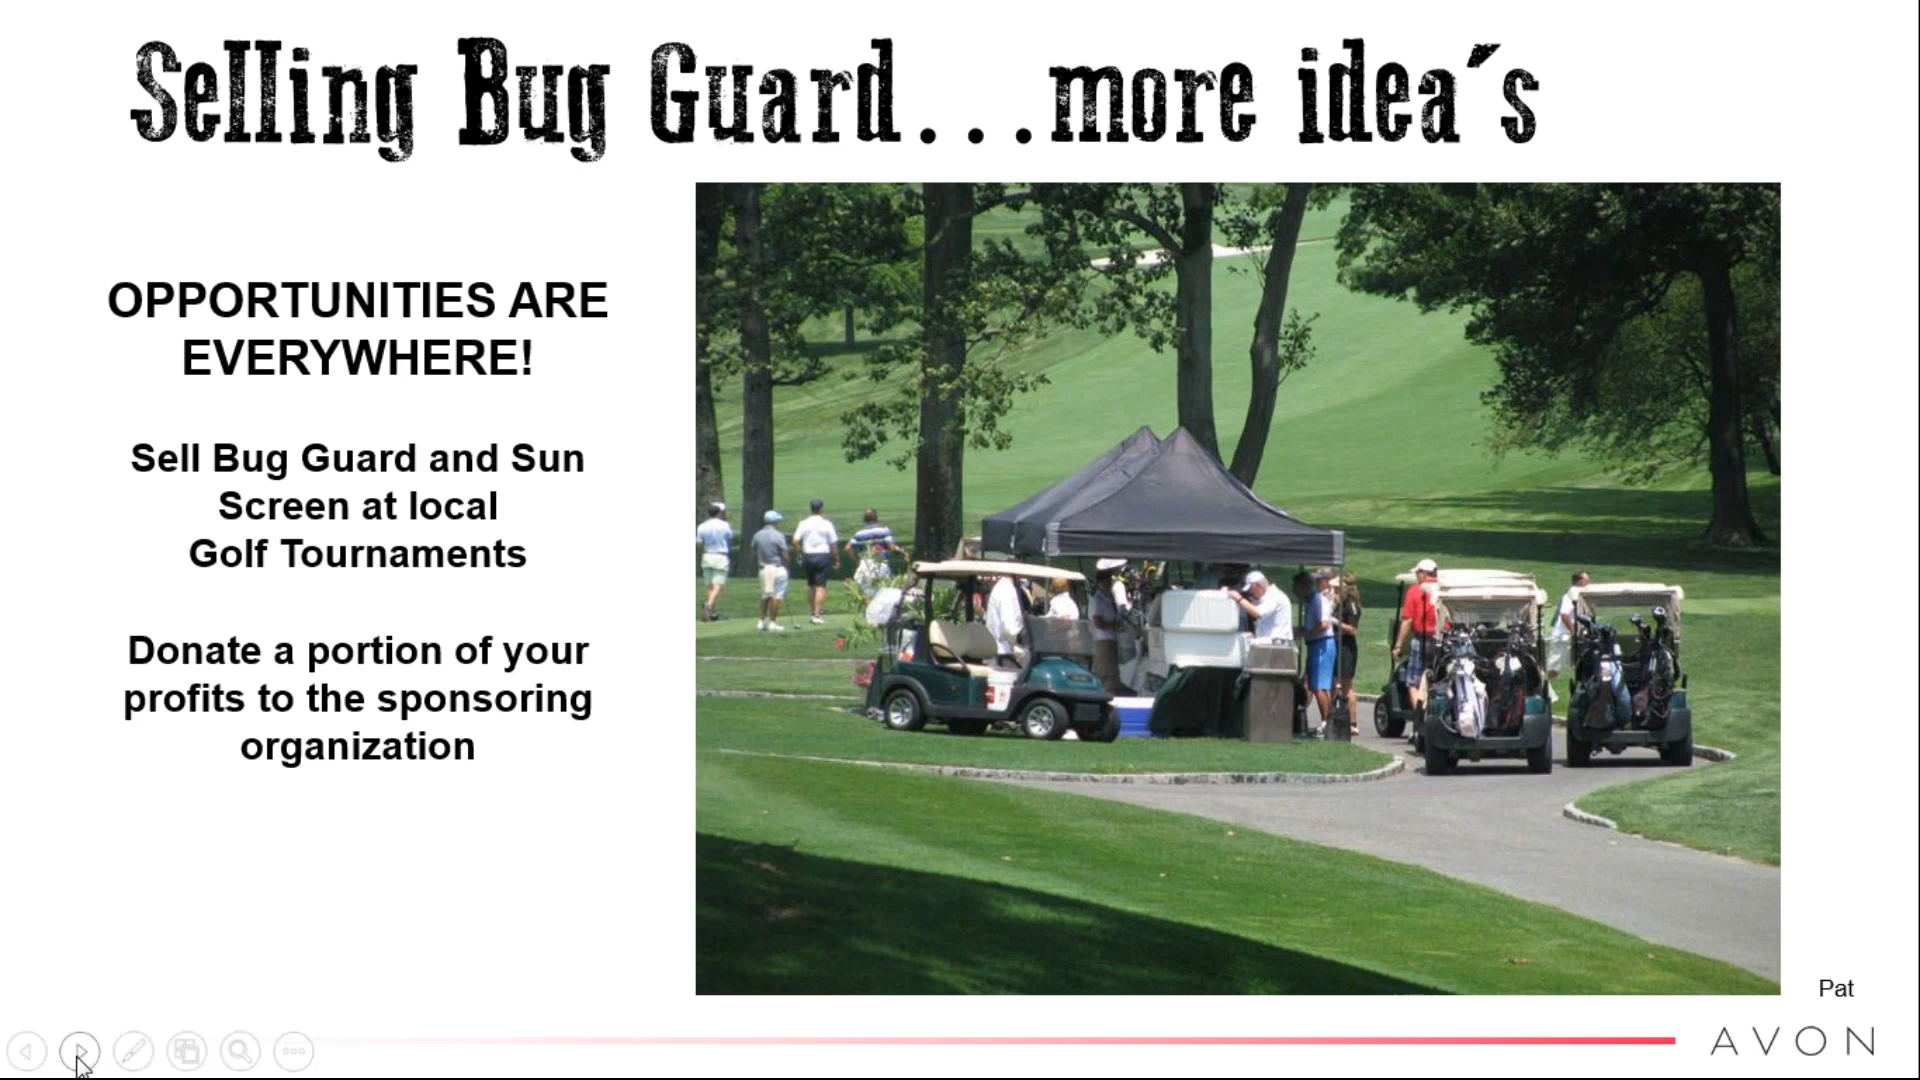 Selling Bug Guard...more idea´s
OPPORTUNITIES ARE
EVERYWHERE!
Sell Bug Guard and Sun
Screen at local
Golf Tournaments
Donate a portion of your
profits to the sponsoring
organization
Pat
AVON